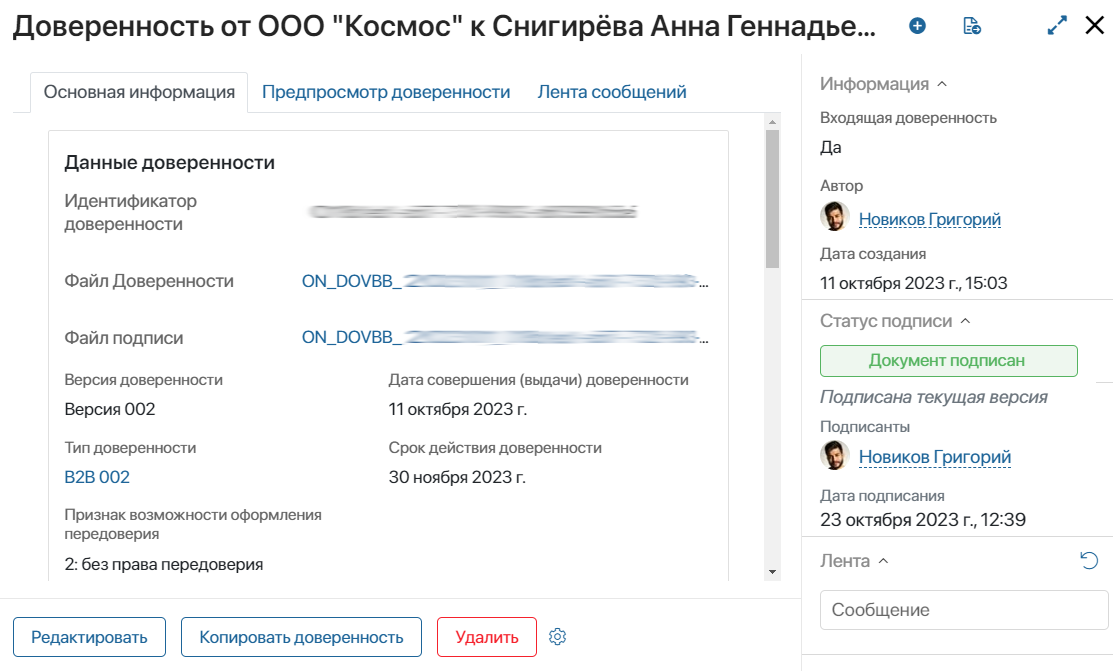 Доверенность от ООО "Космос" к Снигирёва Анна Геннадье...
Основная информация
Предпросмотр доверенности
Лента сообщений
Данные доверенности
Идентификатор
доверенности
Файл Доверенности
ON_DOVBB_ ...
Файл подписи
ON_DOVBB_ ...
Версия доверенности
Дата совершения (выдачи) доверенности
Версия 002
11 октября 2023 г.
Тип доверенности
Срок действия доверенности
B2B 002
30 ноября 2023 г.
Признак возможности оформления
передоверия
2: без права передоверия
Редактировать
Копировать доверенность
Удалить
Информация
Входящая доверенность
Да
Автор
Новиков Григорий
Дата создания
11 октября 2023 г., 15:03
Статус подписи
Документ подписан
Подписана текущая версия
Подписанты
Новиков Григорий
Дата подписания
23 октября 2023 г., 12:39
Лента
Сообщение